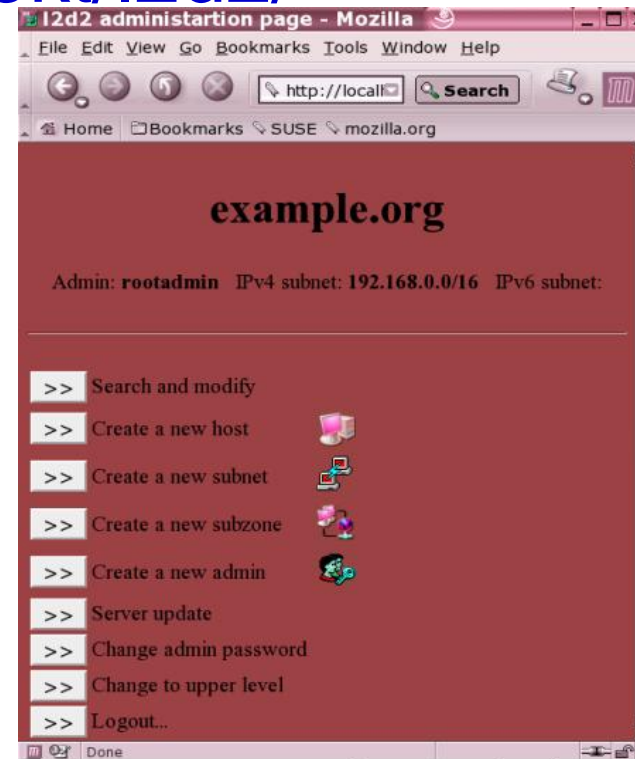 l2d2 administartion page - Mozilla
File Edit View Go Bookmarks Tools Window Help
http://localh Search
Home Bookmarks SUSE mozilla.org
example.org
Admin: rootadmin IPv4 subnet: 192.168.0.0/16 IPv6 subnet:
>> Search and modify
>> Create a new host
>> Create a new subnet
>> Create a new subzone
>> Create a new admin
>> Server update
>> Change admin password
>> Change to upper level
>> Logout...
Done